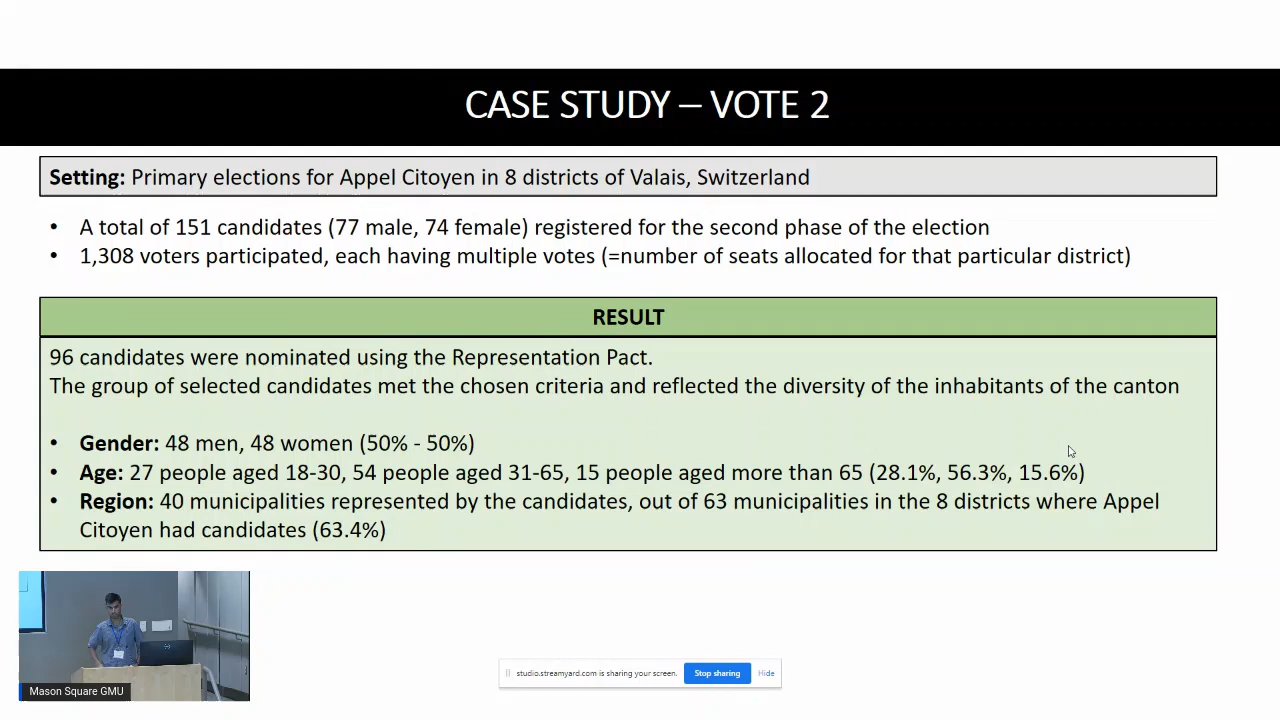 CASE STUDY – VOTE 2
Setting: Primary elections for Appel Citoyen in 8 districts of Valais, Switzerland
• A total of 151 candidates (77 male, 74 female) registered for the second phase of the election
• 1,308 voters participated, each having multiple votes (=number of seats allocated for that particular district)
RESULT
96 candidates were nominated using the Representation Pact.
The group of selected candidates met the chosen criteria and reflected the diversity of the inhabitants of the canton
• Gender: 48 men, 48 women (50% - 50%)
• Age: 27 people aged 18-30, 54 people aged 31-65, 15 people aged more than 65 (28.1%, 56.3%, 15.6%)
• Region: 40 municipalities represented by the candidates, out of 63 municipalities in the 8 districts where Appel
Citoyen had candidates (63.4%)
Mason Square GMU
studio.streamyard.com is sharing your screen. Stop sharing Hide